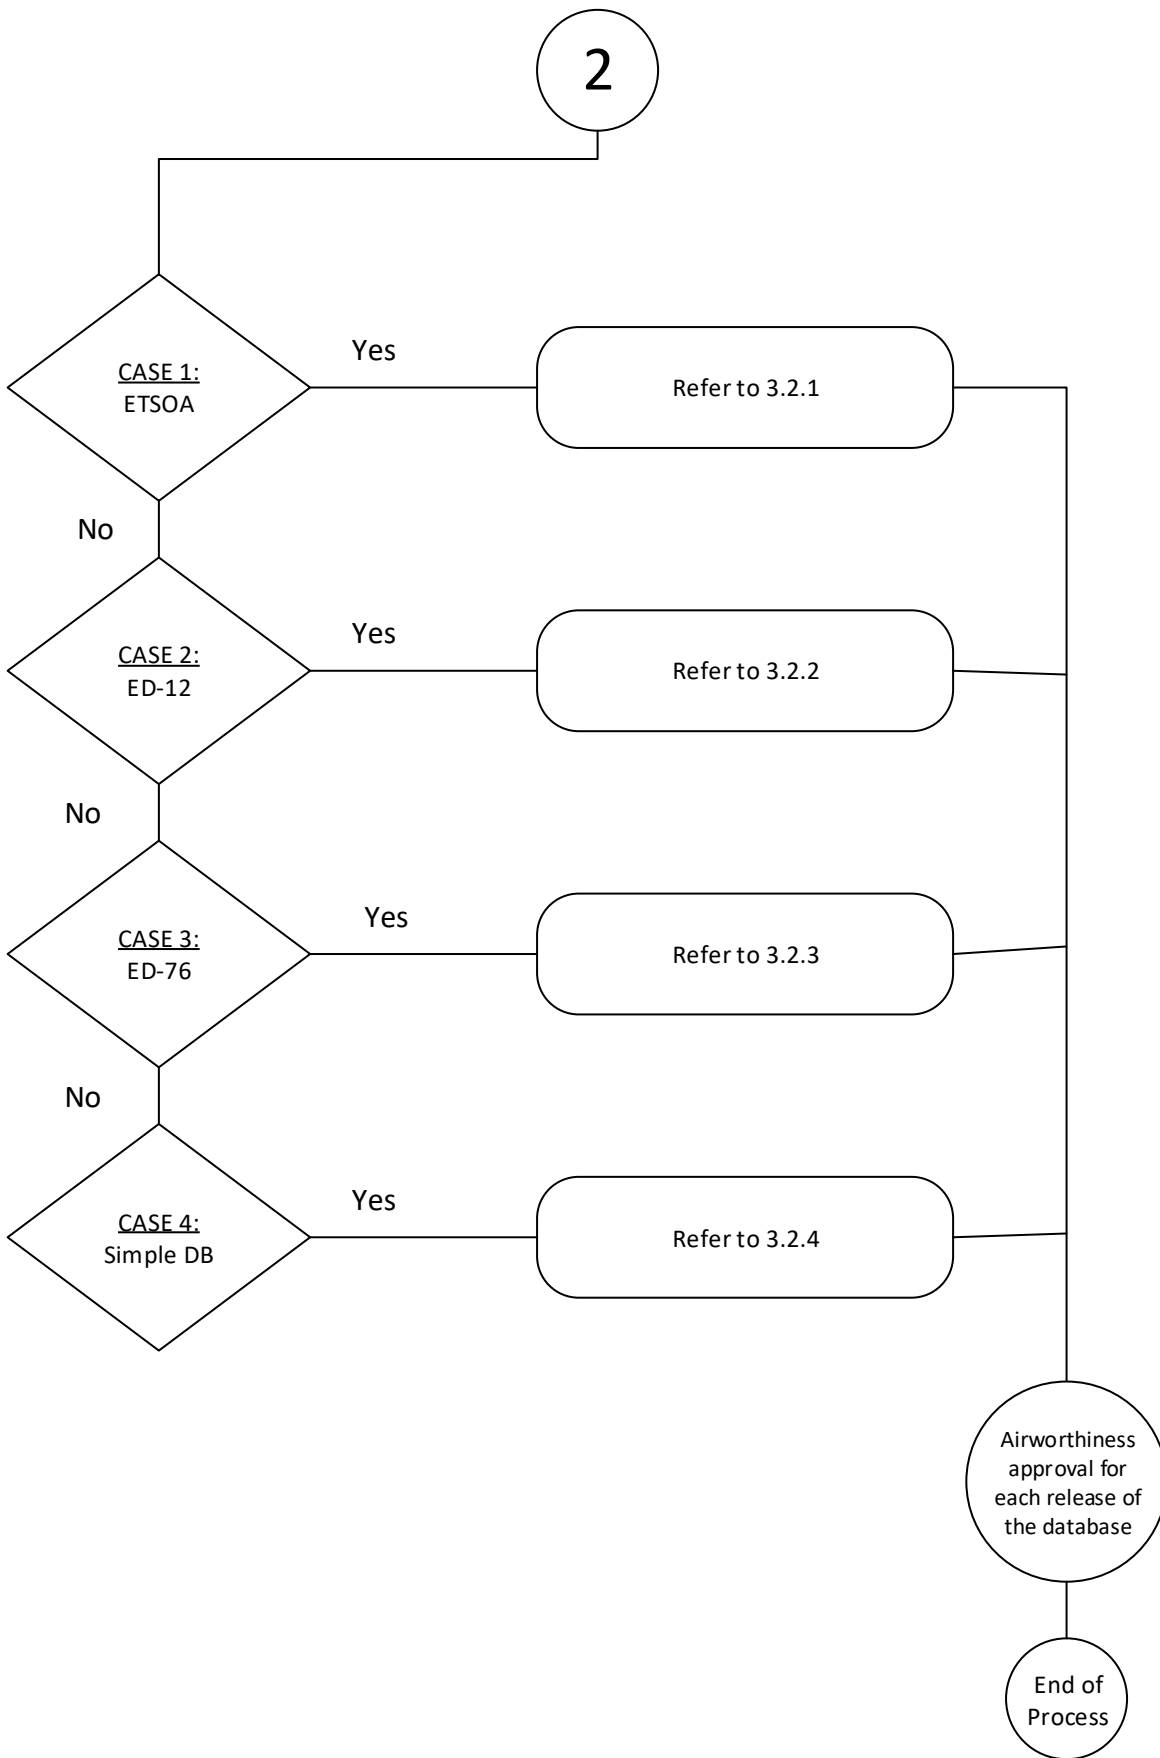 2
CASE 1:
ETSOA
Yes
Refer to 3.2.1
No
CASE 2:
ED-12
Yes
Refer to 3.2.2
No
CASE 3:
ED-76
Yes
Refer to 3.2.3
No
CASE 4:
Simple DB
Yes
Refer to 3.2.4
Airworthiness
approval for
each release of
the database
End of
Process